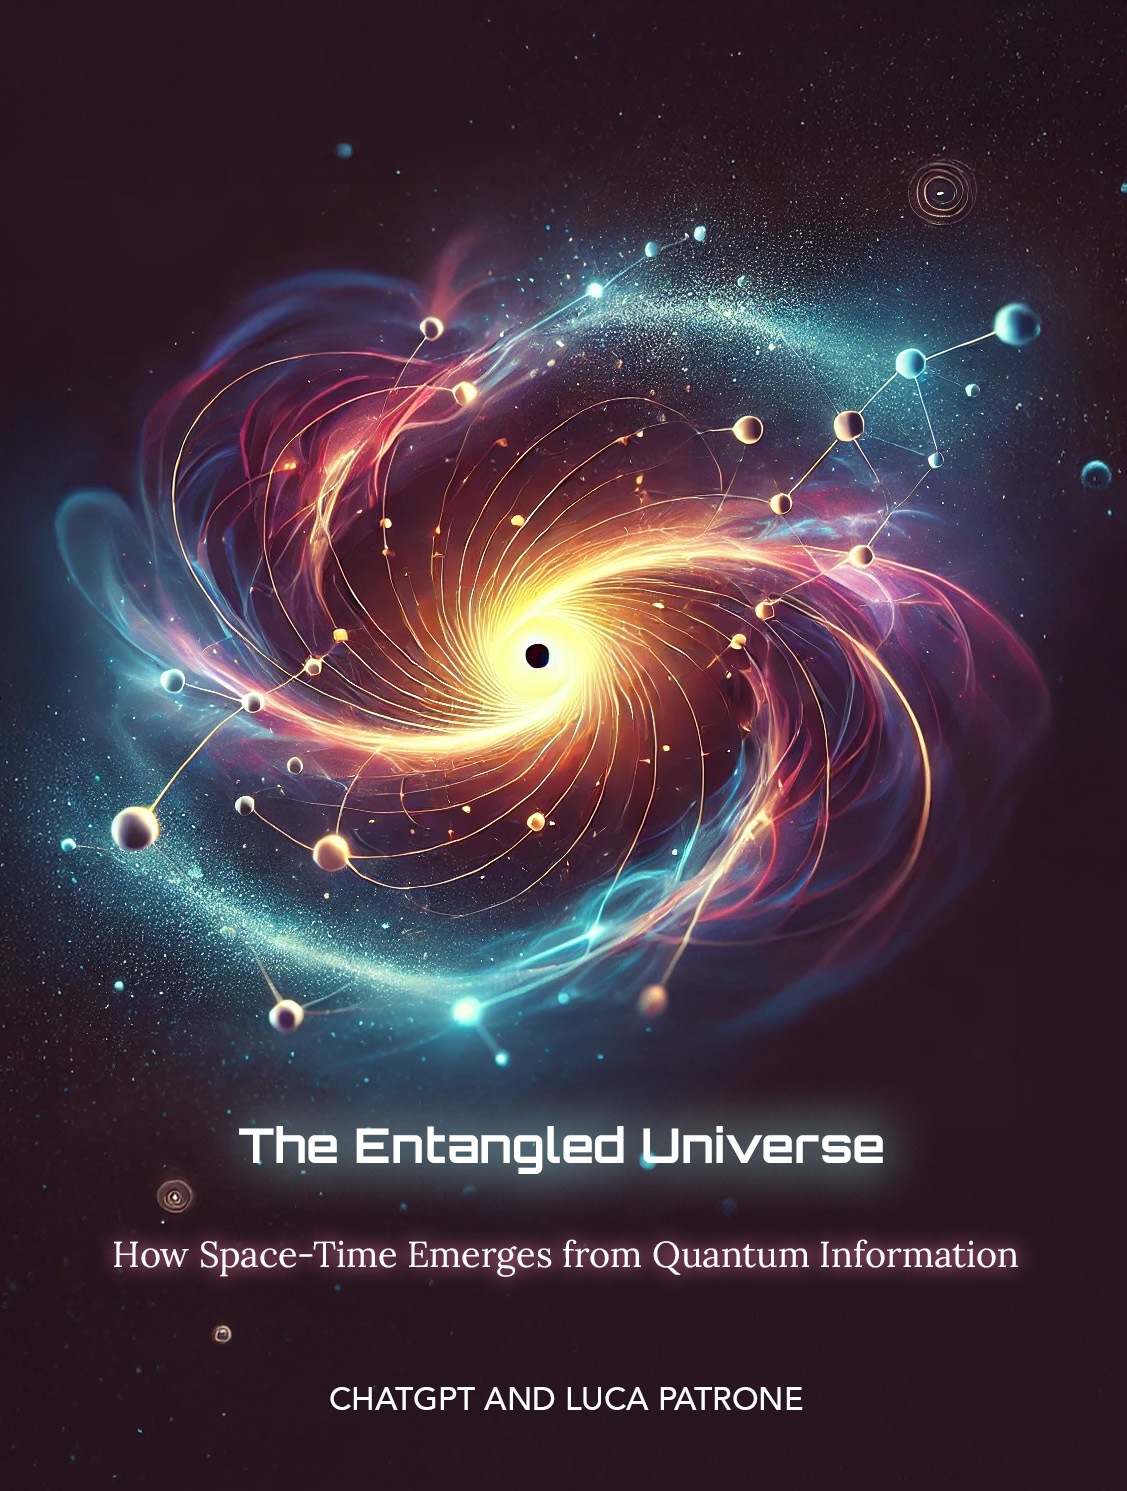 The Entangled Universe
How Space-Time Emerges from Quantum Information
CHATGPT AND LUCA PATRONE